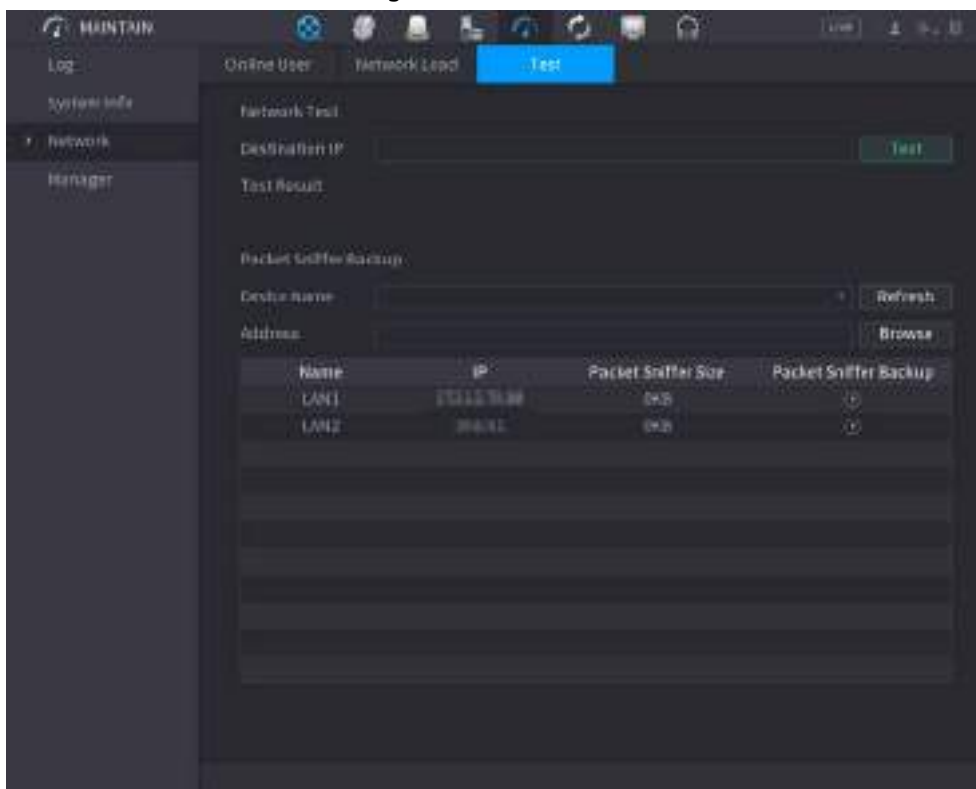 MAINTAIN
LIVE
Log
Online User
Network Load
Test
System Info
Network Test
Network
Destination IP
Test
Manager
Test Result
Packet Sniffer Backup
Device Name
Refresh
Address
Browse
Name IP Packet Sniffer Size Packet Sniffer Backup
LAN1 0KB
LAN2 0KB